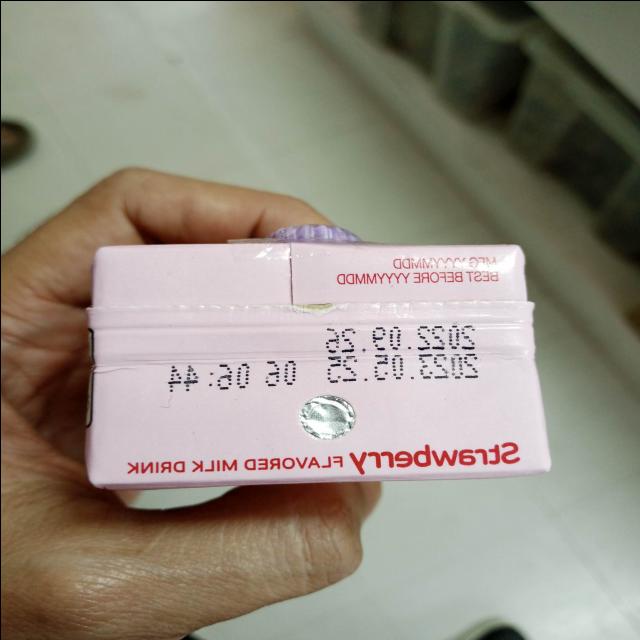 MFG YYYYMMDD
BEST BEFORE YYYYMMDD
2022.09.26
2023.05.25 06 06:44
Strawberry FLAVORED MILK DRINK